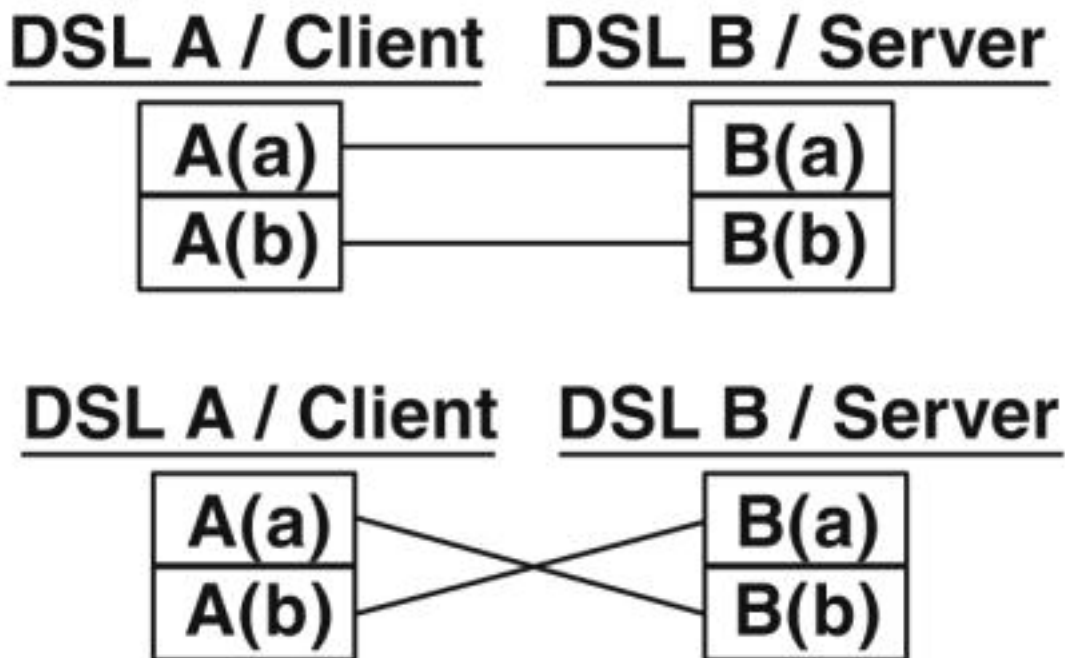 DSL A / Client DSL B / Server
A(a) B(a)
A(b) B(b)
DSL A / Client DSL B / Server
A(a) B(a)
A(b) B(b)